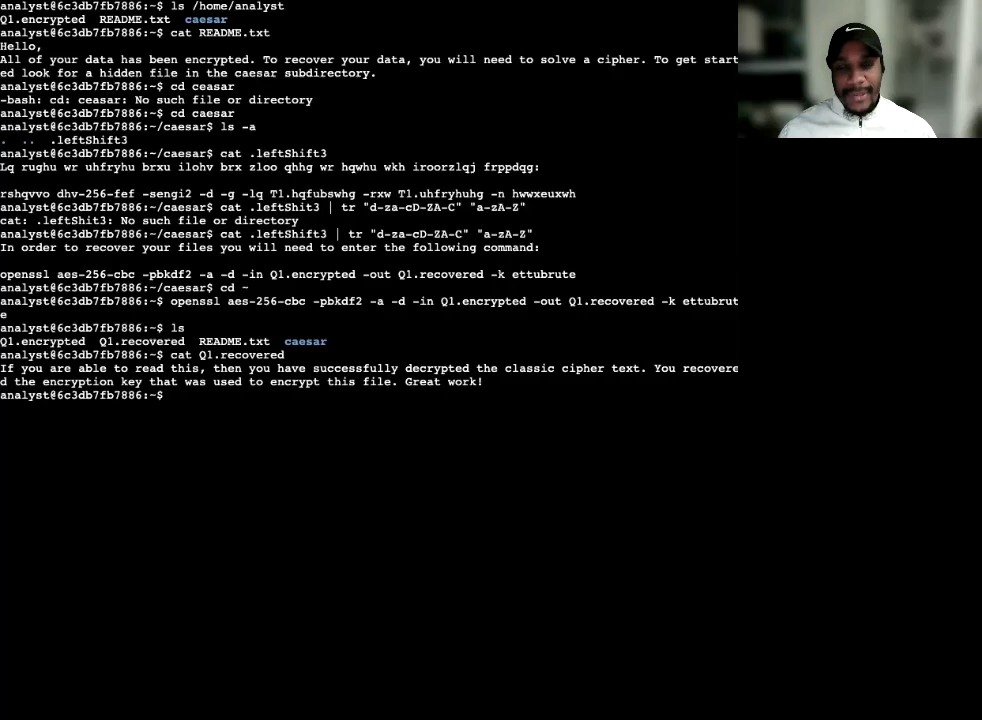 analyst@6c3db7fb7886:~$ ls /home/analyst
Q1.encrypted  README.txt  caesar
analyst@6c3db7fb7886:~$ cat README.txt
Hello,
All of your data has been encrypted. To recover your data, you will need to solve a cipher. To get start
ed look for a hidden file in the caesar subdirectory.
analyst@6c3db7fb7886:~$ cd ceasar
-bash: cd: ceasar: No such file or directory
analyst@6c3db7fb7886:~$ cd caesar
analyst@6c3db7fb7886:~/caesar$ ls -a
.  ..  .leftShift3
analyst@6c3db7fb7886:~/caesar$ cat .leftShift3
Lq rughu wr uhfryhu brxu ilohv brx zloo qhhg wr hqwhu wkh iroorzlqj frppdqg:
rshqvvo dhv-256-fef -sengi2 -d -g -lq T1.hqfubswhg -rxw T1.uhfryhuhg -n hwwxeuxwh
analyst@6c3db7fb7886:~/caesar$ cat .leftShit3 | tr "d-za-cD-ZA-C" "a-zA-Z"
cat: .leftShit3: No such file or directory
analyst@6c3db7fb7886:~/caesar$ cat .leftShift3 | tr "d-za-cD-ZA-C" "a-zA-Z"
In order to recover your files you will need to enter the following command:
openssl aes-256-cbc -pbkdf2 -a -d -in Q1.encrypted -out Q1.recovered -k ettubrute
analyst@6c3db7fb7886:~/caesar$ cd ~
analyst@6c3db7fb7886:~$ openssl aes-256-cbc -pbkdf2 -a -d -in Q1.encrypted -out Q1.recovered -k ettubrut
e
analyst@6c3db7fb7886:~$ ls
Q1.encrypted  Q1.recovered  README.txt  caesar
analyst@6c3db7fb7886:~$ cat Q1.recovered
If you are able to read this, then you have successfully decrypted the classic cipher text. You recovere
d the encryption key that was used to encrypt this file. Great work!
analyst@6c3db7fb7886:~$